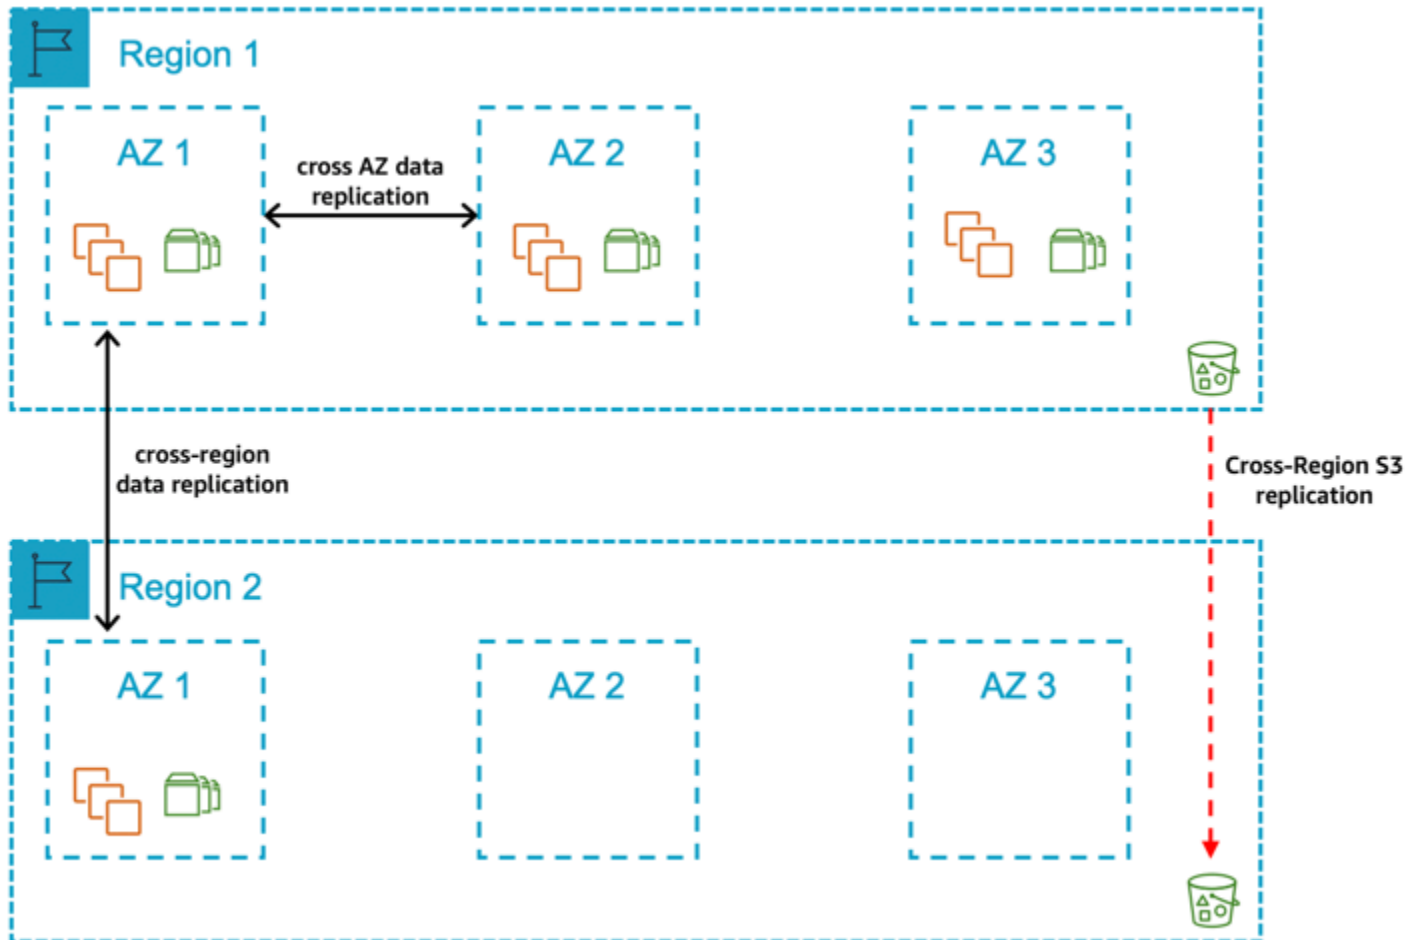 Region 1
AZ 1
cross AZ data
replication
AZ 2
AZ 3
cross-region
data replication
Cross-Region S3
replication
Region 2
AZ 1
AZ 2
AZ 3